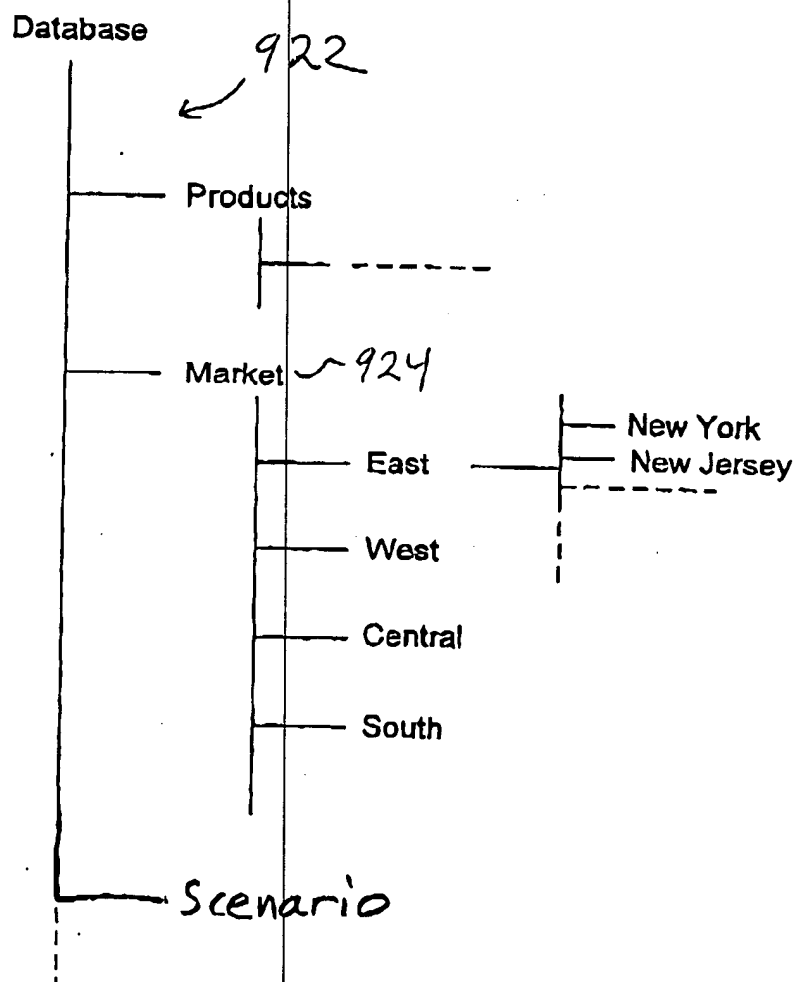 Database
922
Products
Market 924
New York
East
New Jersey
West
Central
South
Scenario